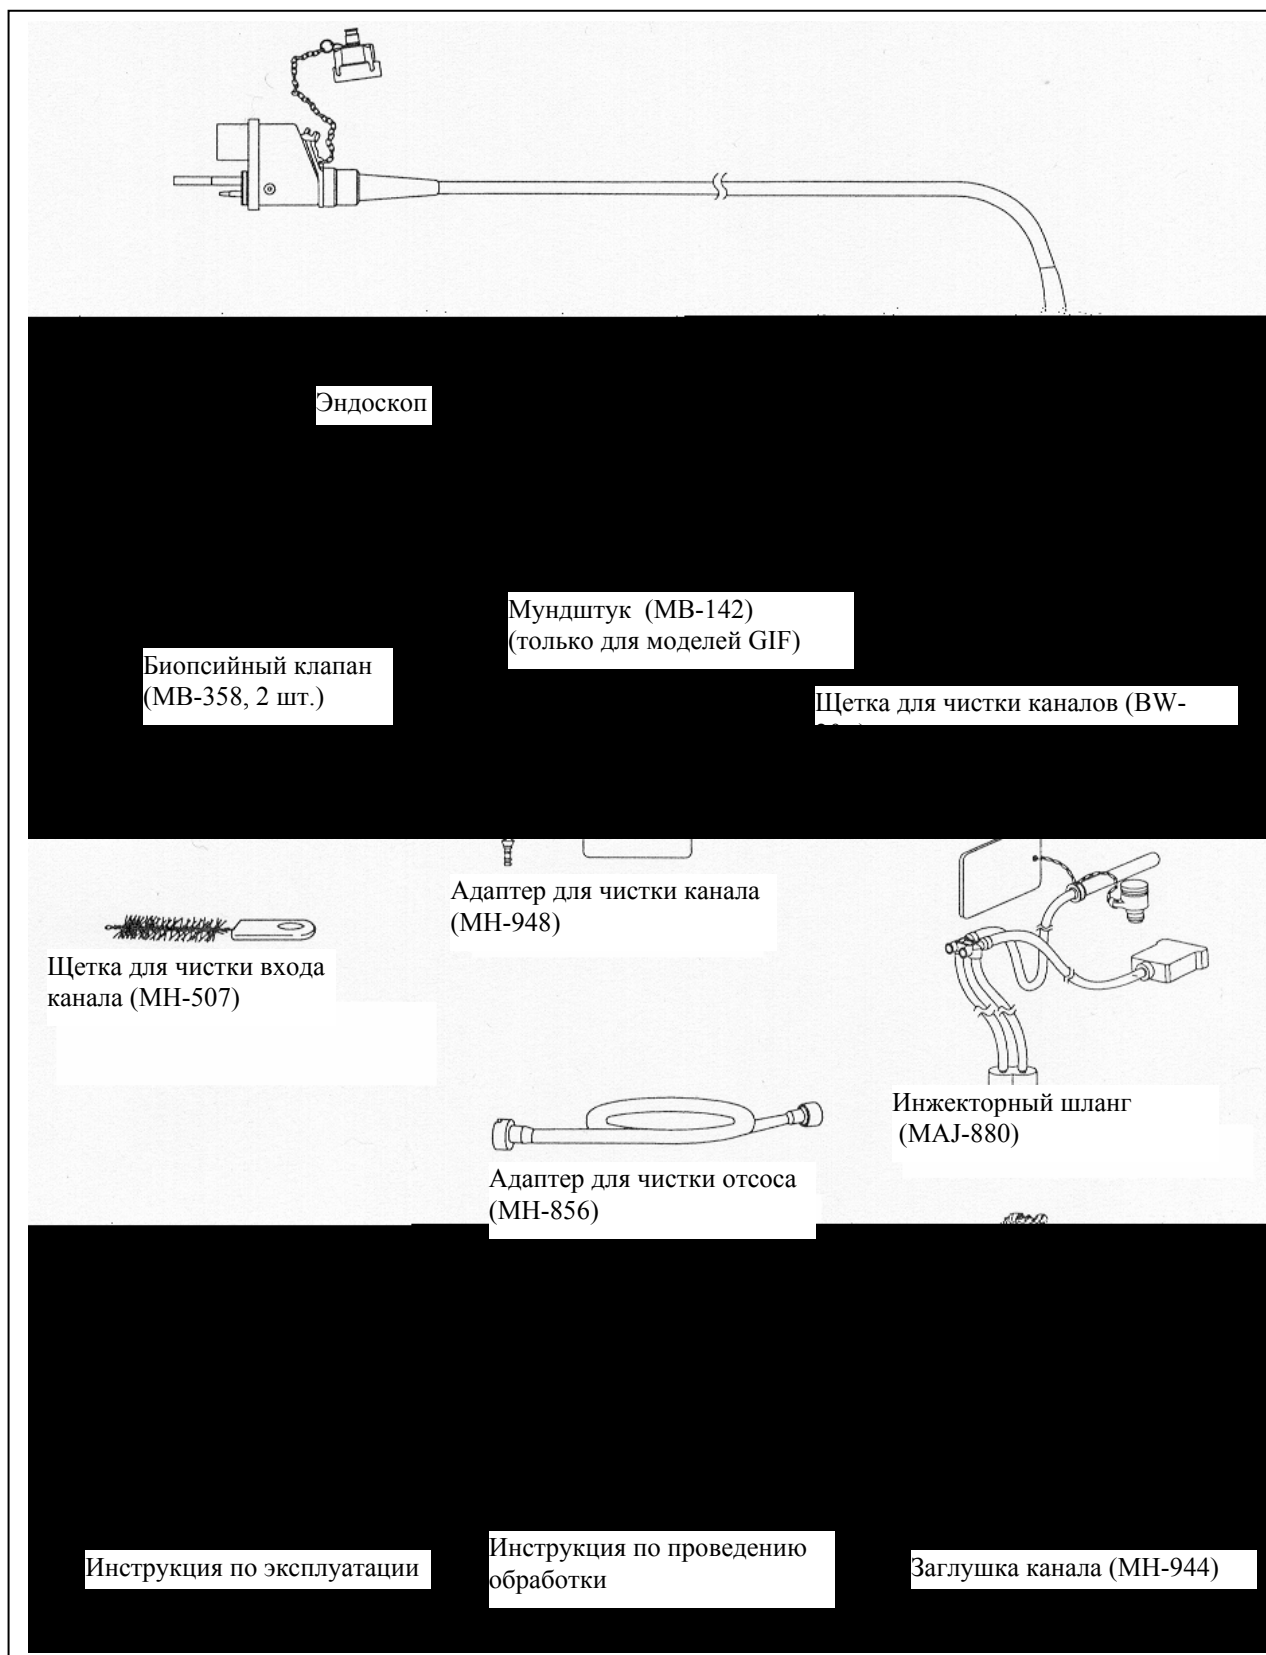 Эндоскоп
Мундштук (MB-142)
(только для моделей GIF)
Биопсийный клапан
(MB-358, 2 шт.)
Щетка для чистки каналов (BW-
Адаптер для чистки канала
(MH-948)
Щетка для чистки входа
канала (MH-507)
Инжекторный шланг
(MAJ-880)
Адаптер для чистки отсоса
(MH-856)
Инструкция по эксплуатации
Инструкция по проведению
обработки
Заглушка канала (MH-944)